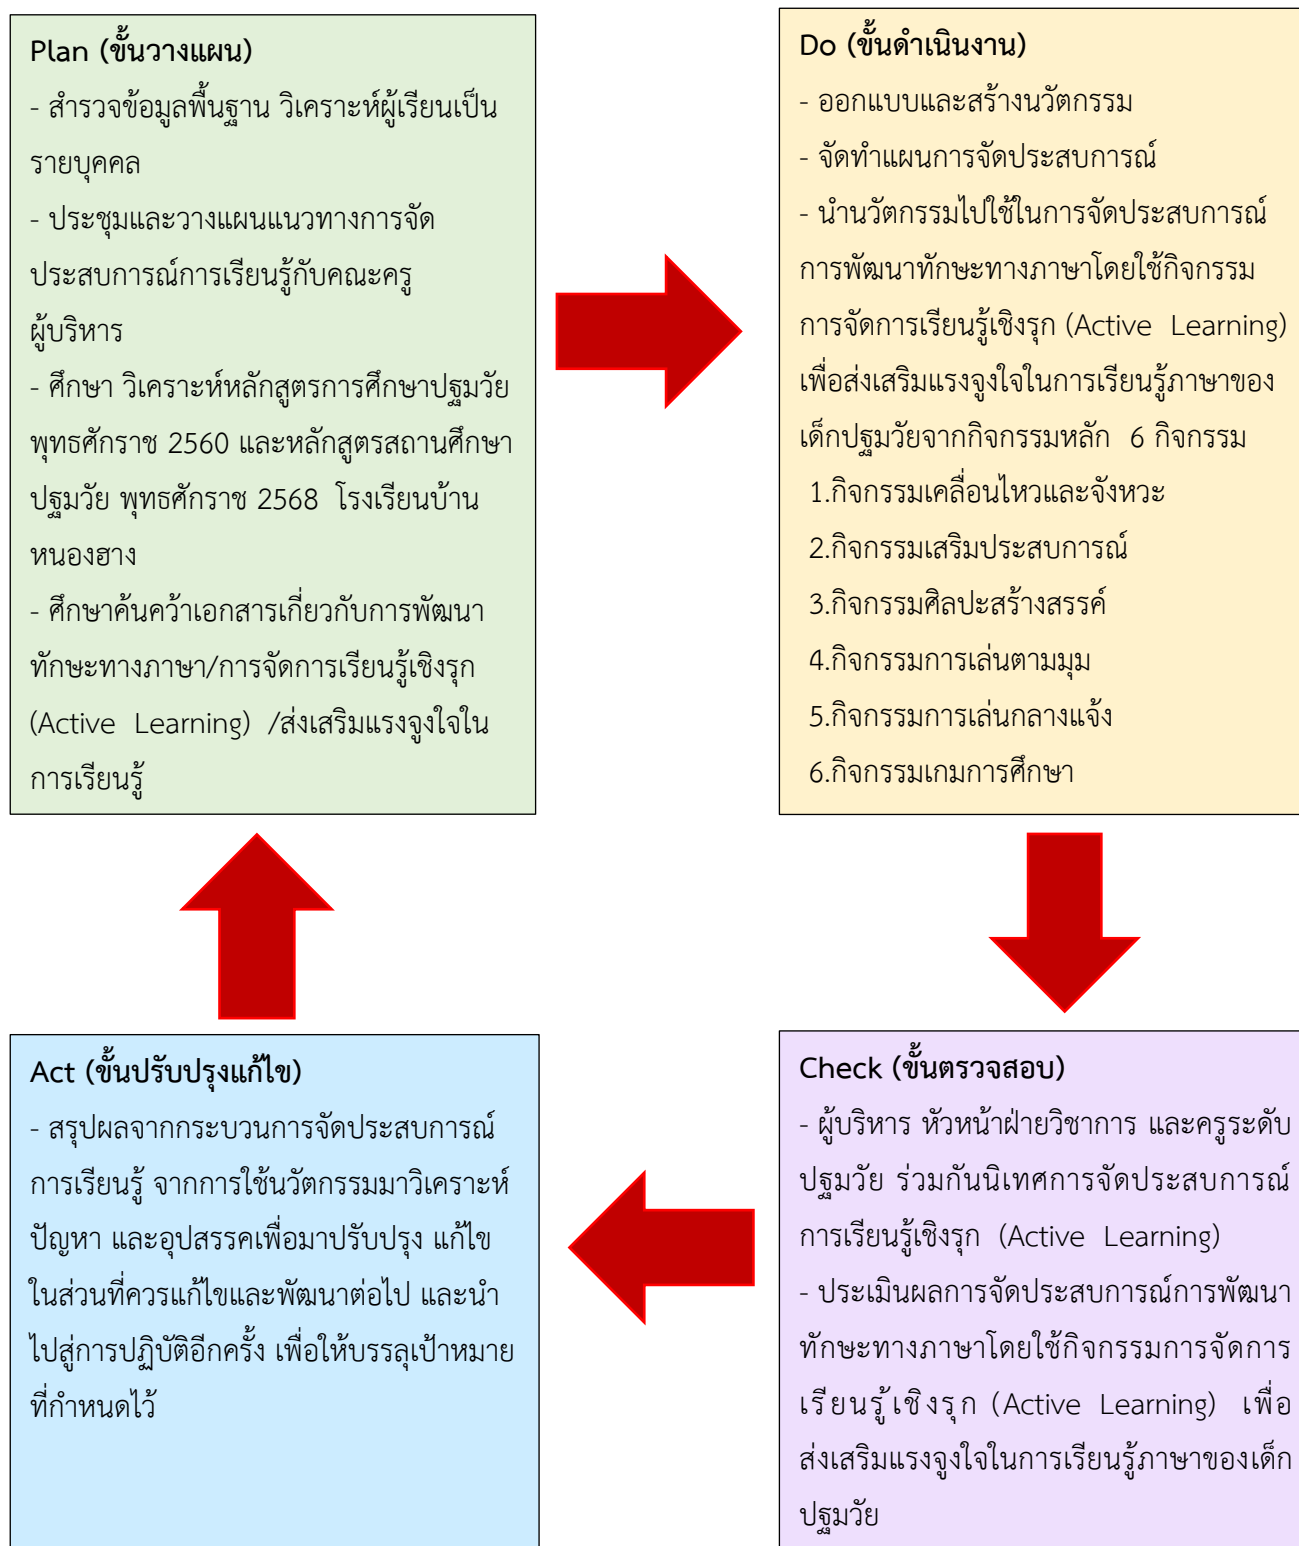 Plan (ขั้นวางแผน)
- สำรวจข้อมูลพื้นฐาน วิเคราะห์ผู้เรียนเป็น
รายบุคคล
- ประชุมและวางแผนแนวทางการจัด
ประสบการณ์การเรียนรู้กับคณะครู
ผู้บริหาร
- ศึกษา วิเคราะห์หลักสูตรการศึกษาปฐมวัย
พุทธศักราช 2560 และหลักสูตรสถานศึกษา
ปฐมวัย พุทธศักราช 2568 โรงเรียนบ้าน
หนองฮาง
- ศึกษาค้นคว้าเอกสารเกี่ยวกับการพัฒนา
ทักษะทางภาษา/การจัดการเรียนรู้เชิงรุก
(Active Learning) /ส่งเสริมแรงจูงใจใน
การเรียนรู้
Do (ขั้นดำเนินงาน)
- ออกแบบและสร้างนวัตกรรม
- จัดทำแผนการจัดประสบการณ์
- นำนวัตกรรมไปใช้ในการจัดประสบการณ์
การพัฒนาทักษะทางภาษาโดยใช้กิจกรรม
การจัดการเรียนรู้เชิงรุก (Active Learning)
เพื่อส่งเสริมแรงจูงใจในการเรียนรู้ภาษาของ
เด็กปฐมวัยจากกิจกรรมหลัก 6 กิจกรรม
1.กิจกรรมเคลื่อนไหวและจังหวะ
2.กิจกรรมเสริมประสบการณ์
3.กิจกรรมศิลปะสร้างสรรค์
4.กิจกรรมการเล่นตามมุม
5.กิจกรรมการเล่นกลางแจ้ง
6.กิจกรรมเกมการศึกษา
Act (ขั้นปรับปรุงแก้ไข)
- สรุปผลจากกระบวนการจัดประสบการณ์
การเรียนรู้ จากการใช้นวัตกรรมมาวิเคราะห์
ปัญหา และอุปสรรคเพื่อมาปรับปรุง แก้ไข
ในส่วนที่ควรแก้ไขและพัฒนาต่อไป และนำ
ไปสู่การปฏิบัติอีกครั้ง เพื่อให้บรรลุเป้าหมาย
ที่กำหนดไว้
Check (ขั้นตรวจสอบ)
- ผู้บริหาร หัวหน้าฝ่ายวิชาการ และครูระดับ
ปฐมวัย ร่วมกันนิเทศการจัดประสบการณ์
การเรียนรู้เชิงรุก (Active Learning)
- ประเมินผลการจัดประสบการณ์การพัฒนา
ทักษะทางภาษาโดยใช้กิจกรรมการจัดการ
เรียนรู้เชิงรุก (Active Learning) เพื่อ
ส่งเสริมแรงจูงใจในการเรียนรู้ภาษาของเด็ก
ปฐมวัย